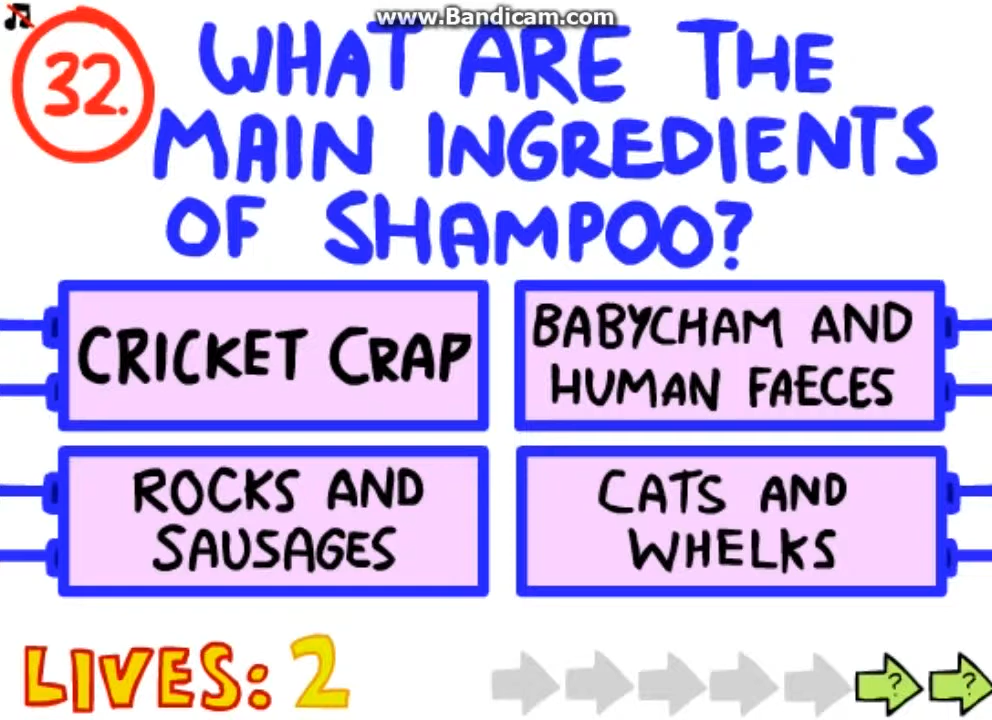 www.Bandicam.com
32.
WHAT ARE THE
MAIN INGREDIENTS
OF SHAMPOO?
CRICKET CRAP
BABYCHAM AND
HUMAN FAECES
ROCKS AND
SAUSAGES
CATS AND
WHELKS
LIVES: 2
? ?